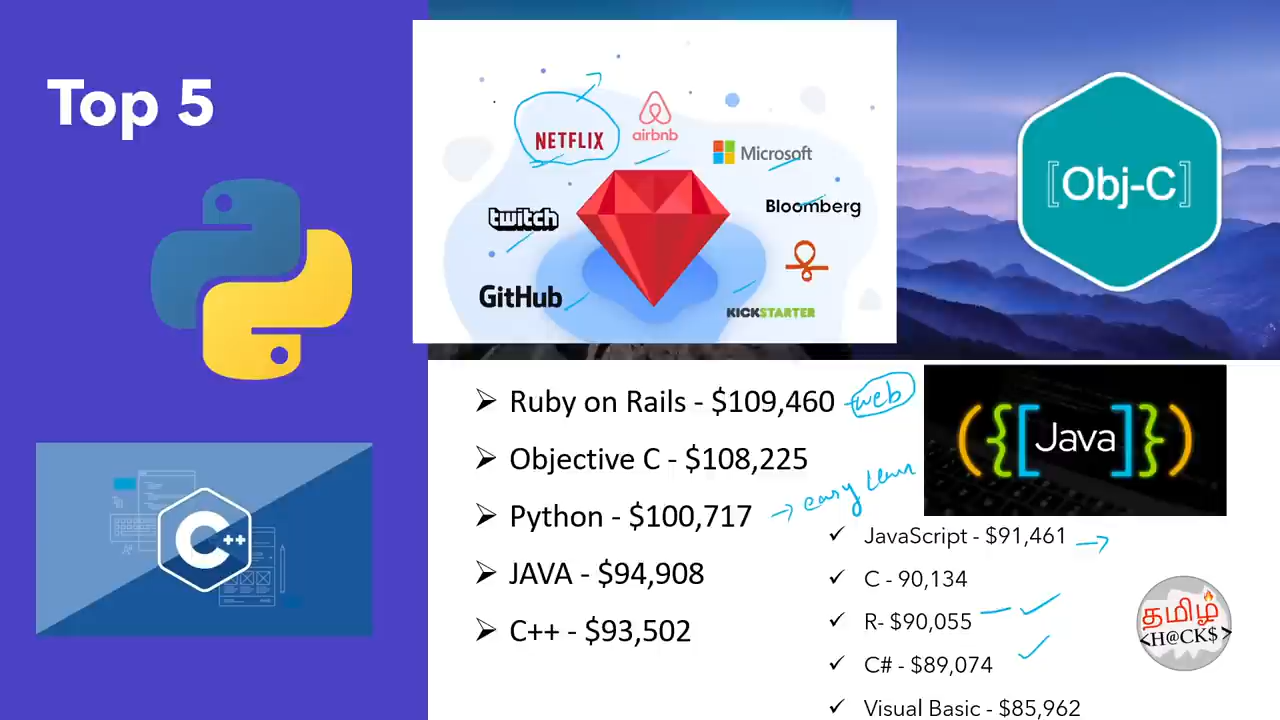 Top 5
NETFLIX
airbnb
Microsoft
Bloomberg
twitch
GitHub
KICKSTARTER
[Obj-C]
C++
Ruby on Rails - $109,460
web
Objective C - $108,225
Python - $100,717
easy learn
JAVA - $94,908
C++ - $93,502
({[Java]})
JavaScript - $91,461
C - 90,134
R- $90,055
C# - $89,074
Visual Basic - $85,962
தமிழ்
<H@CK$>